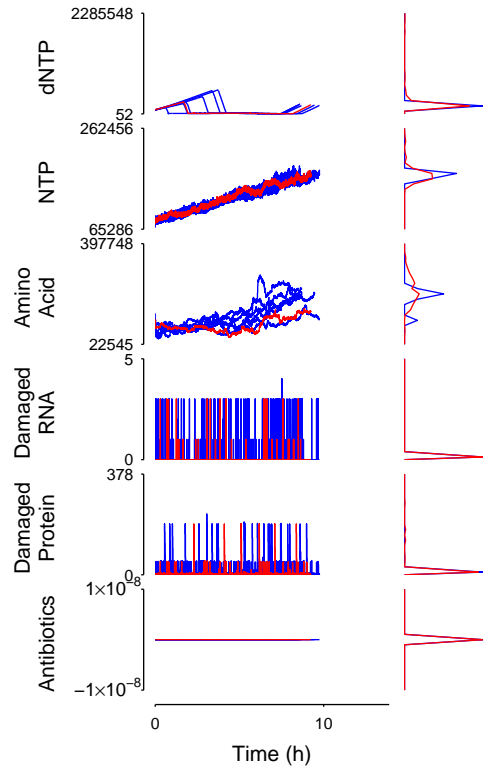 2285548
dNTP
52
262456
NTP
65286
397748
Amino
Acid
22545
5
Damaged
RNA
0
378
Damaged
Protein
0
1×10⁻⁸
Antibiotics
−1×10⁻⁸
0 10
Time (h)